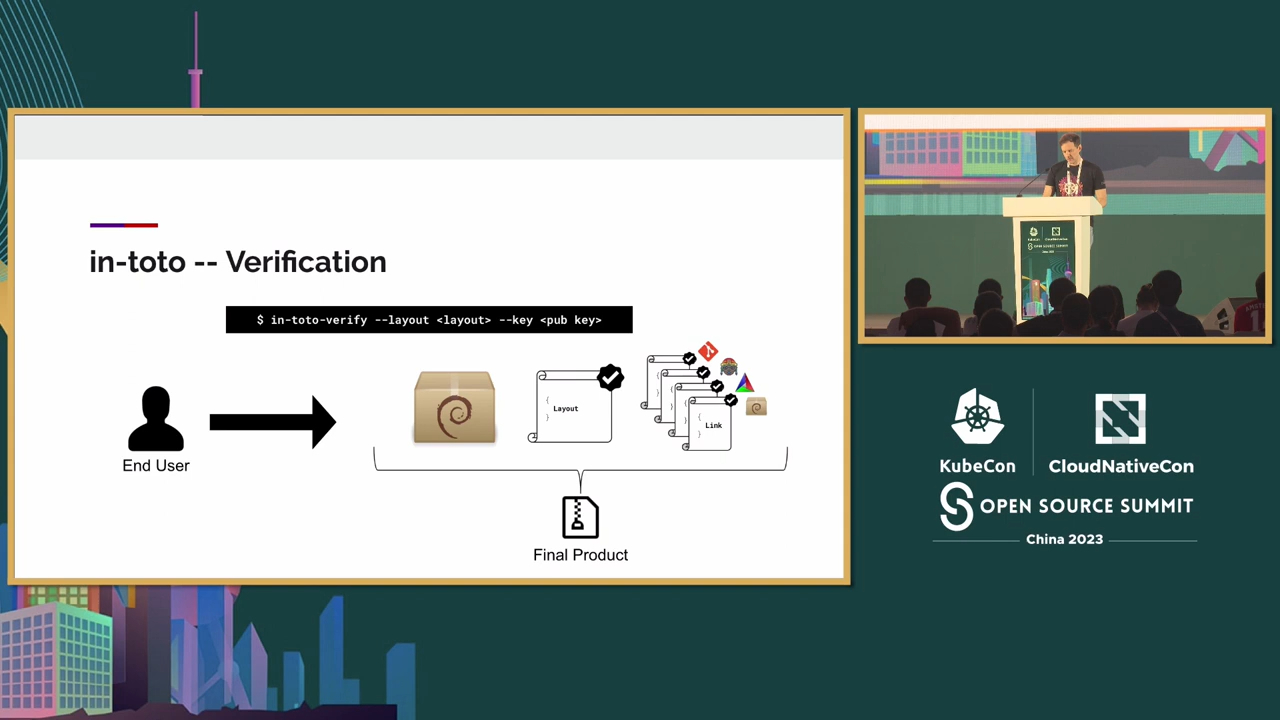 in-toto -- Verification
$ in-toto-verify --layout <layout> --key <pub key>
{
Layout
}
{
Link
}
End User
Final Product
KubeCon
CloudNativeCon
OPEN SOURCE SUMMIT
China 2023